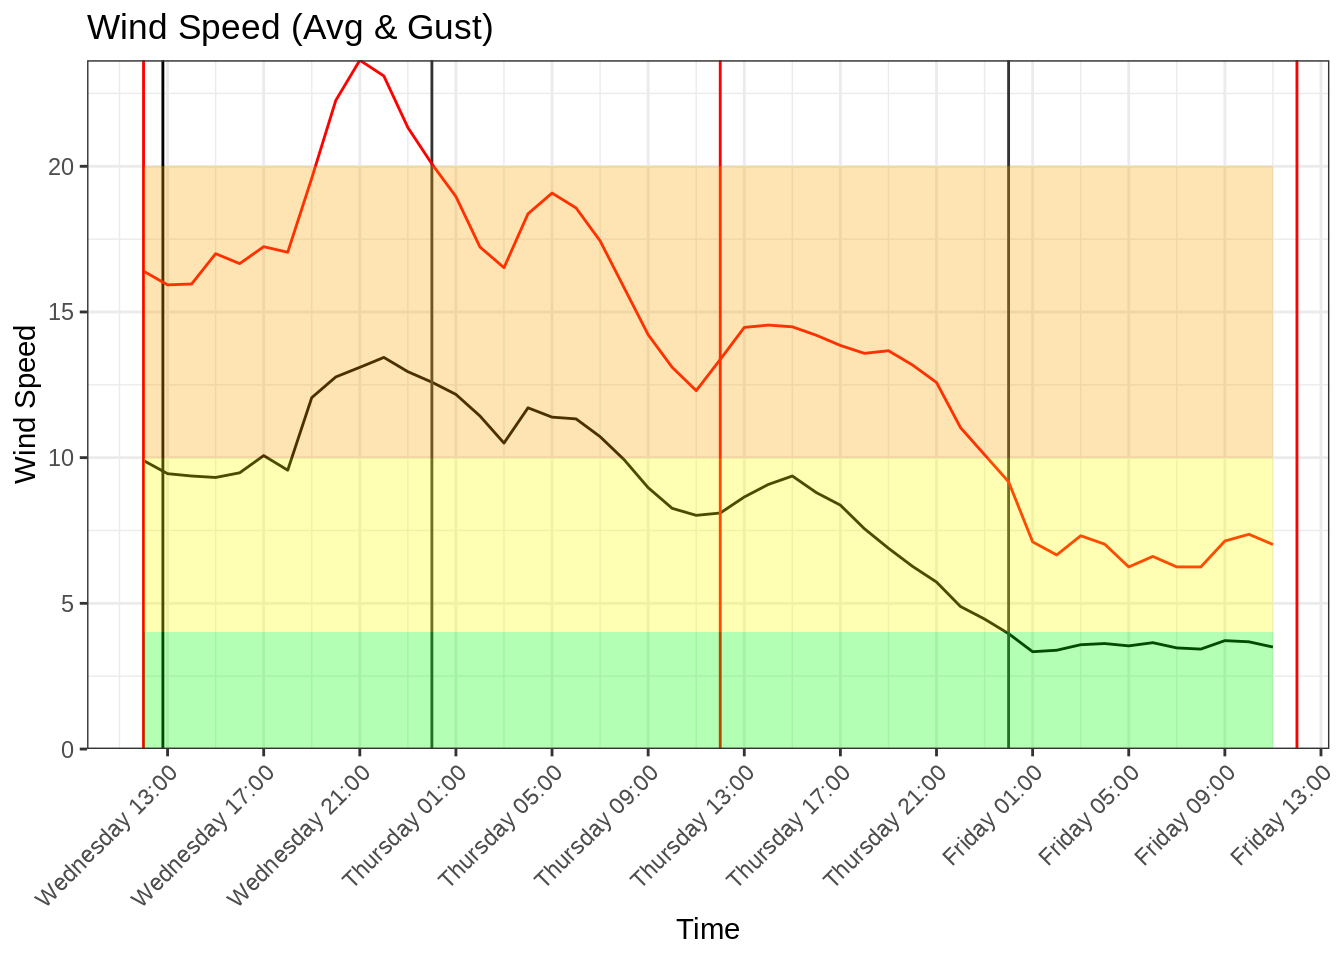 Wind Speed (Avg & Gust)
20
15
10
5
0
Wind Speed
Wednesday 13:00
Wednesday 17:00
Wednesday 21:00
Thursday 01:00
Thursday 05:00
Thursday 09:00
Thursday 13:00
Thursday 17:00
Thursday 21:00
Friday 01:00
Friday 05:00
Friday 09:00
Friday 13:00
Time